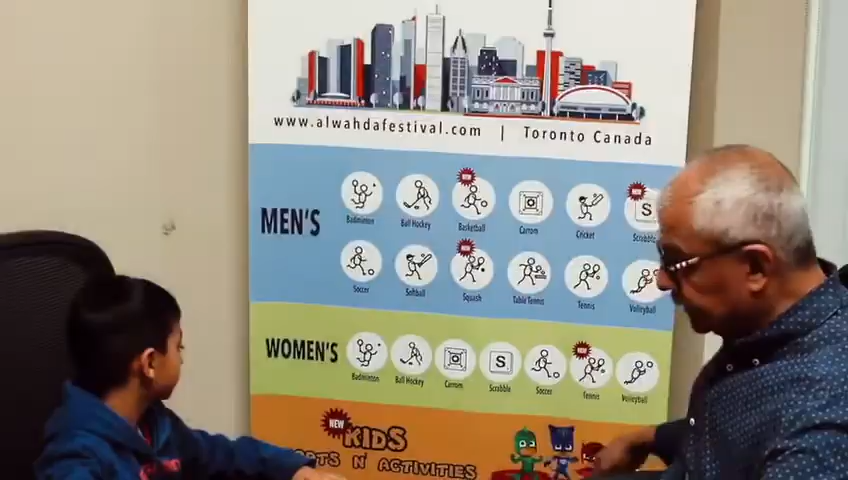 www.alwahdafestival.com | Toronto Canada
MEN'S
Badminton Ball Hockey NEW Basketball Carrom Cricket NEW S Scrabble
Soccer Softball NEW Squash Table Tennis Tennis Volleyball
WOMEN'S
Badminton Ball Hockey Carrom S Scrabble Soccer NEW Tennis Volleyball
NEW KIDS
N' ACTIVITIES